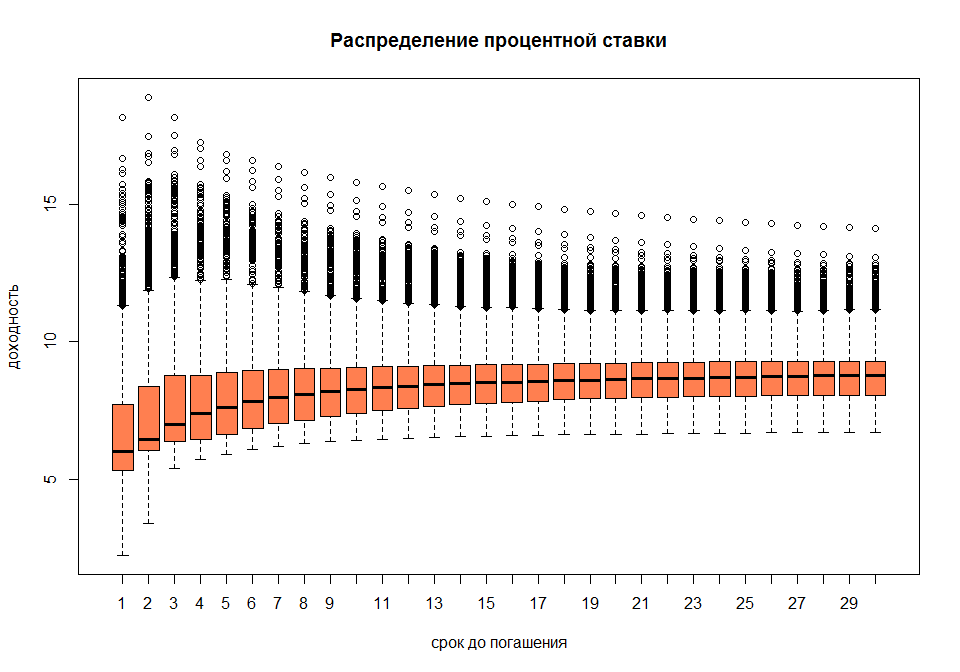 Распределение процентной ставки
доходность
15
10
5
1 2 3 4 5 6 7 8 9 11 13 15 17 19 21 23 25 27 29
срок до погашения